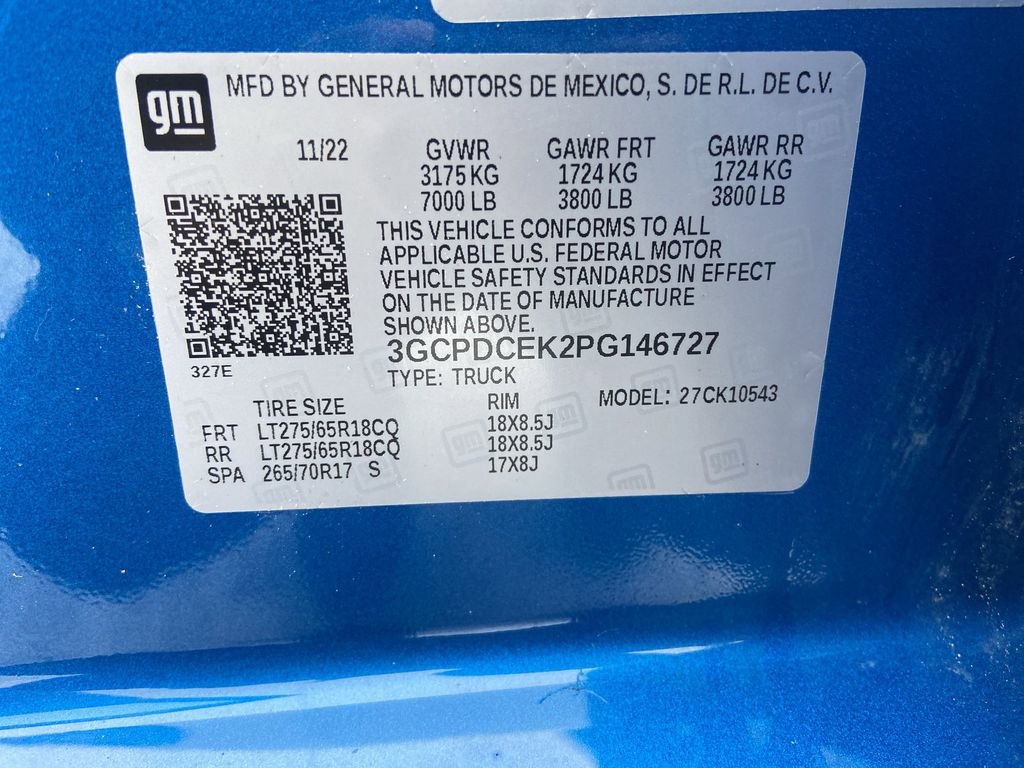 gm
MFD BY GENERAL MOTORS DE MEXICO, S. DE R.L. DE C.V.
11/22 GVWR GAWR FRT GAWR RR
3175 KG 1724 KG 1724 KG
7000 LB 3800 LB 3800 LB
THIS VEHICLE CONFORMS TO ALL
APPLICABLE U.S. FEDERAL MOTOR
VEHICLE SAFETY STANDARDS IN EFFECT
ON THE DATE OF MANUFACTURE
SHOWN ABOVE.
3GCPDCEK2PG146727
327E
TYPE: TRUCK
TIRE SIZE RIM MODEL: 27CK10543
FRT LT275/65R18CQ 18X8.5J
RR LT275/65R18CQ 18X8.5J
SPA 265/70R17 S 17X8J